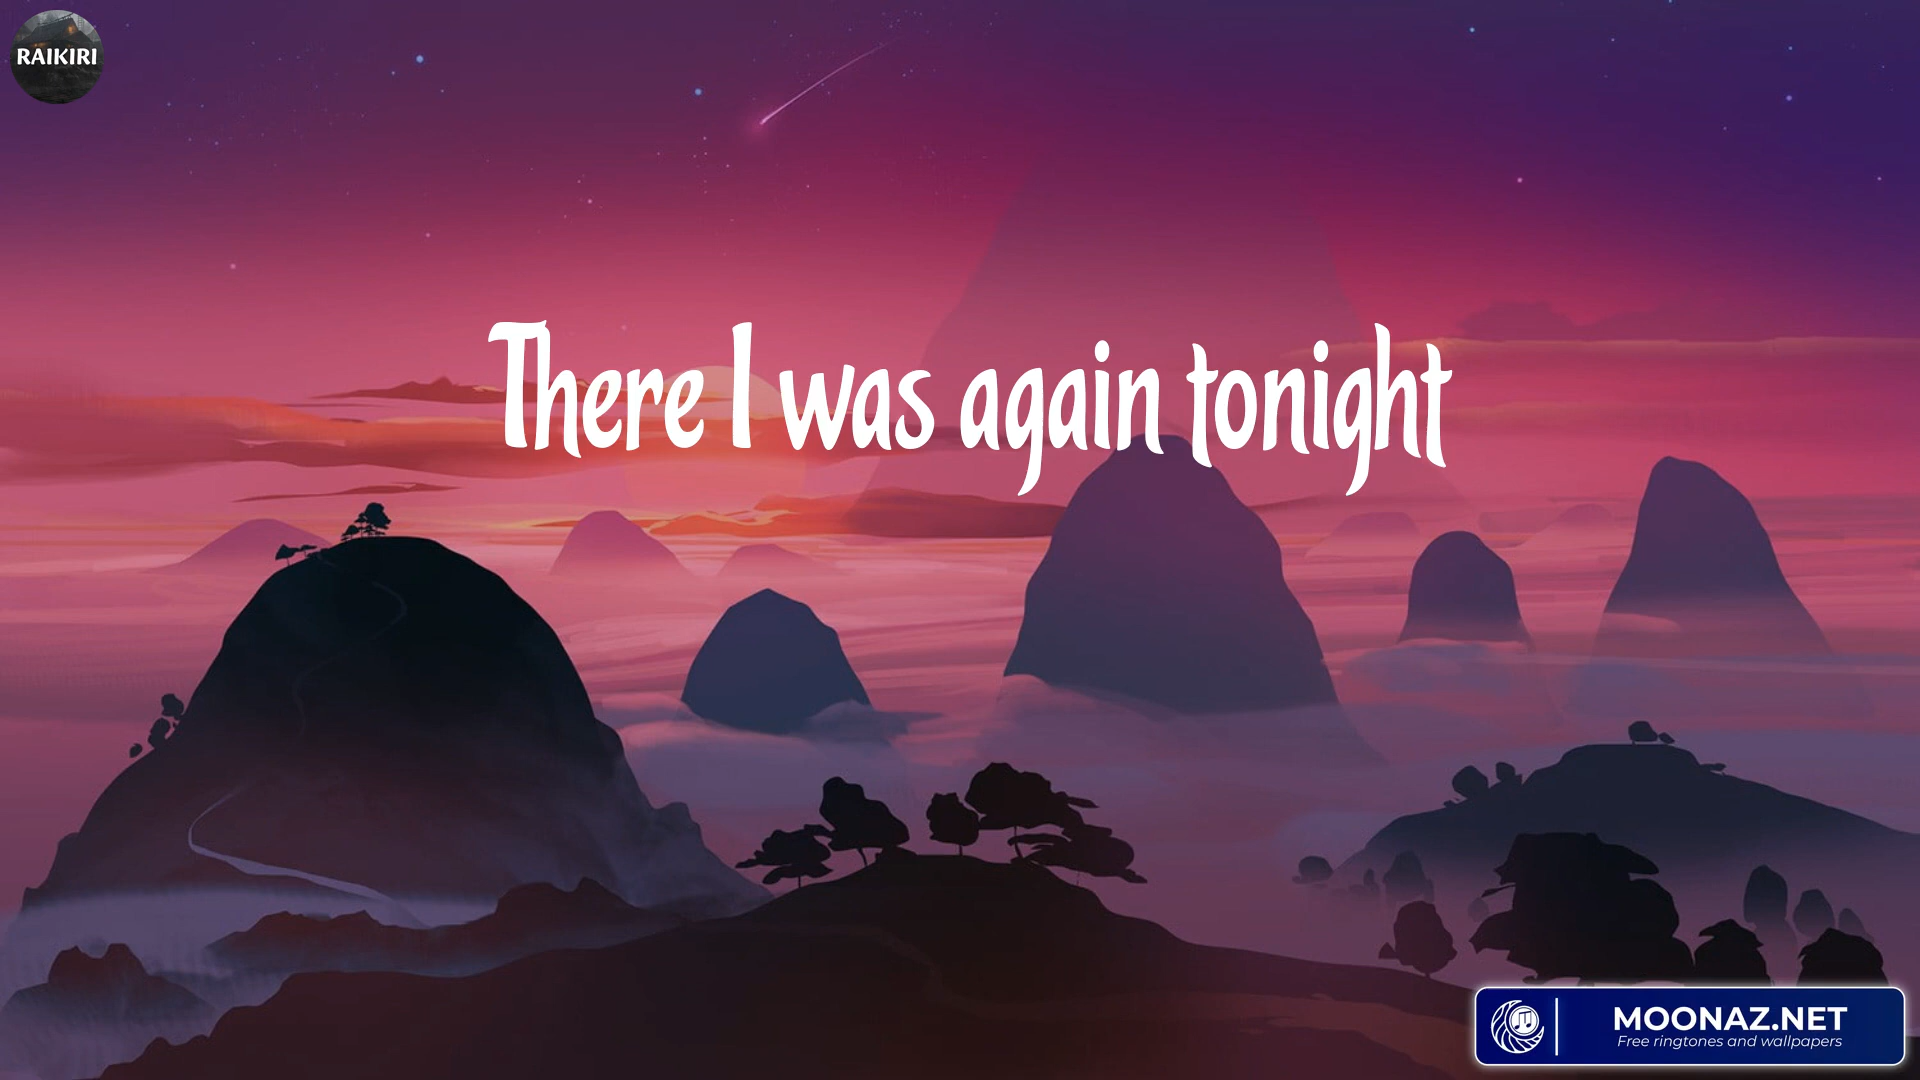 RAIKIRI
There I was again tonight
MOONAZ.NET
Free ringtones and wallpapers